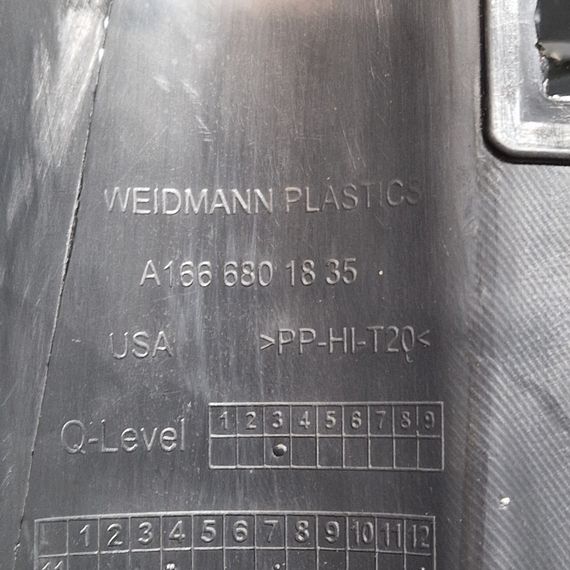 WEIDMANN PLASTICS
A166 680 18 35
USA >PP-HI-T20<
Q-Level 1 2 3 4 5 6 7 8 9
1 2 3 4 5 6 7 8 9 10 11 12
11